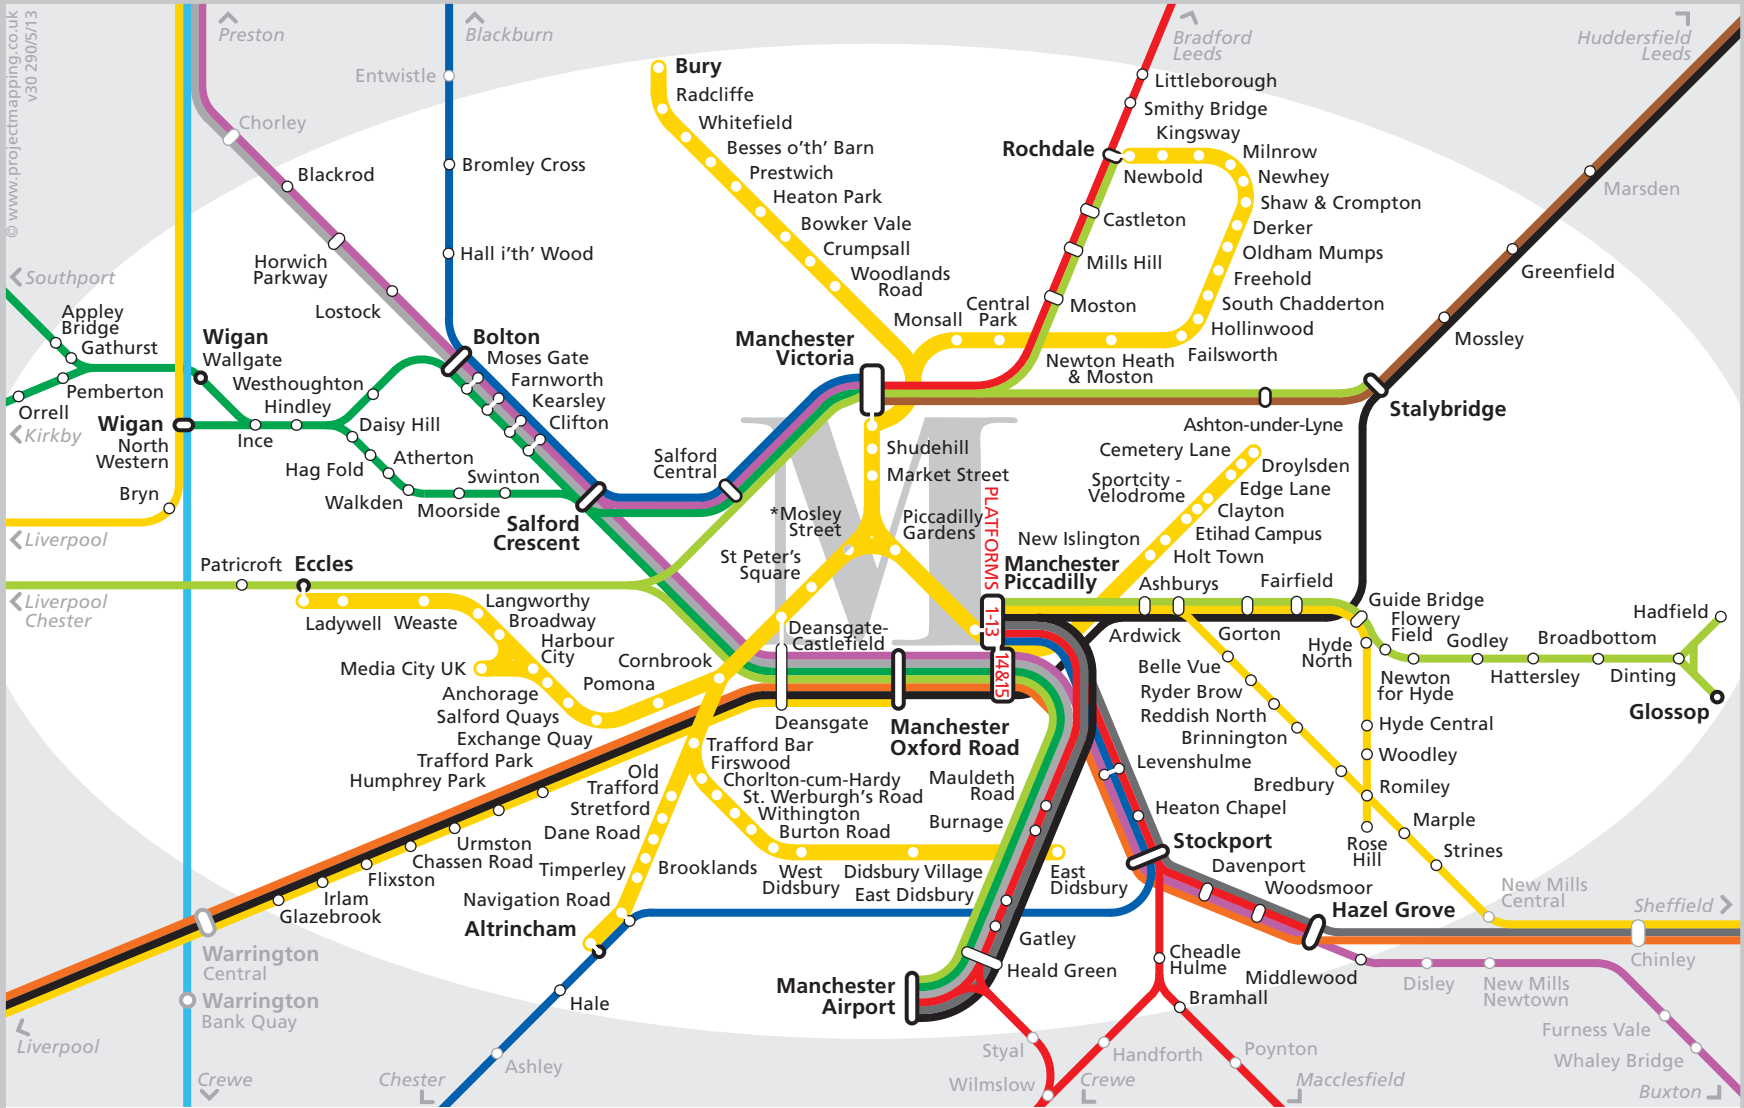 © www.projectmapping.co.uk
v30 290/5/13
Preston
Blackburn
Bradford
Leeds
Huddersfield
Leeds
Entwistle
Bury
Radcliffe
Whitefield
Besses o'th' Barn
Prestwich
Heaton Park
Bowker Vale
Crumpsall
Woodlands
Road
Littleborough
Smithy Bridge
Kingsway
Rochdale
Newbold
Milnrow
Newhey
Shaw & Crompton
Derker
Oldham Mumps
Freehold
South Chadderton
Hollinwood
Failsworth
Castleton
Mills Hill
Moston
Central
Park
Monsall
Newton Heath
& Moston
Marsden
Greenfield
Mossley
Stalybridge
Ashton-under-Lyne
Chorley
Blackrod
Horwich
Parkway
Lostock
Bromley Cross
Hall i'th' Wood
Bolton
Moses Gate
Farnworth
Kearsley
Clifton
Southport
Appley
Bridge
Gathurst
Wigan
Wallgate
Pemberton
Orrell
Kirkby
Wigan
North
Western
Bryn
Liverpool
Westhoughton
Hindley
Ince
Daisy Hill
Hag Fold
Atherton
Walkden
Swinton
Moorside
Salford
Crescent
Salford
Central
Manchester
Victoria
Shudehill
Market Street
*Mosley
Street
Piccadilly
Gardens
St Peter's
Square
M
PLATFORMS
1-13
14&15
Manchester
Piccadilly
Cemetery Lane
Droylsden
Sportcity -
Velodrome
Edge Lane
Clayton
Etihad Campus
New Islington
Holt Town
Ashburys
Fairfield
Ardwick
Gorton
Guide Bridge
Flowery
Field
Hyde
North
Godley
Newton
for Hyde
Broadbottom
Hattersley
Dinting
Hadfield
Glossop
Patricroft
Eccles
Liverpool
Chester
Ladywell
Weaste
Langworthy
Broadway
Harbour
City
Media City UK
Anchorage
Salford Quays
Exchange Quay
Pomona
Cornbrook
Deansgate-
Castlefield
Deansgate
Manchester
Oxford Road
Trafford Park
Humphrey Park
Urmston
Chassen Road
Flixton
Irlam
Glazebrook
Warrington
Central
Warrington
Bank Quay
Liverpool
Crewe
Trafford Bar
Firswood
Chorlton-cum-Hardy
St. Werburgh's Road
Withington
Burton Road
West
Didsbury
Didsbury Village
East Didsbury
East
Didsbury
Old
Trafford
Stretford
Dane Road
Timperley
Brooklands
Navigation Road
Altrincham
Hale
Ashley
Chester
Mauldeth
Road
Burnage
Gatley
Heald Green
Manchester
Airport
Styal
Wilmslow
Crewe
Handforth
Belle Vue
Ryder Brow
Reddish North
Brinnington
Bredbury
Hyde Central
Woodley
Romiley
Rose
Hill
Marple
Strines
New Mills
Central
Sheffield
Chinley
Levenshulme
Heaton Chapel
Stockport
Davenport
Woodsmoor
Hazel Grove
Middlewood
Disley
New Mills
Newtown
Furness Vale
Whaley Bridge
Buxton
Cheadle
Hulme
Bramhall
Poynton
Macclesfield